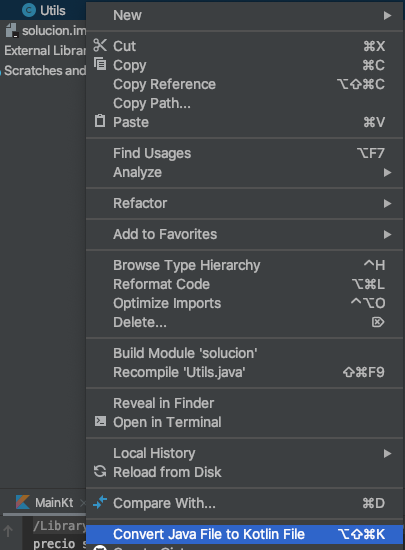 Utils
solucion.im
External Librar
Scratches and
New
Cut ⌘X
Copy ⌘C
Copy Reference ⌥⇧⌘C
Copy Path...
Paste ⌘V
Find Usages ⌥F7
Analyze
Refactor
Add to Favorites
Browse Type Hierarchy ^H
Reformat Code ⌥⌘L
Optimize Imports ^⌥O
Delete... ⌦
Build Module 'solucion'
Recompile 'Utils.java' ⇧⌘F9
Reveal in Finder
Open in Terminal
Local History
Reload from Disk
MainKt
Compare With... ⌘D
/Library
precio s
Convert Java File to Kotlin File ⌥⇧⌘K